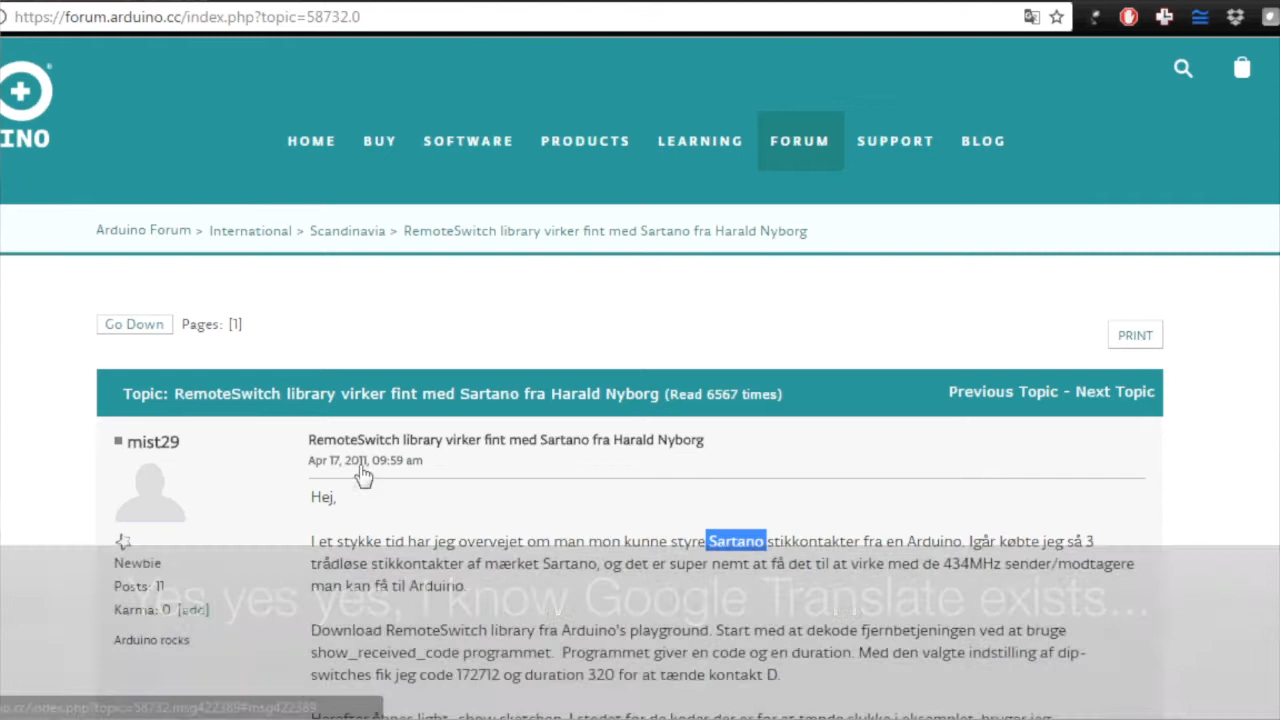 https://forum.arduino.cc/index.php?topic=58732.0
INO
HOME BUY SOFTWARE PRODUCTS LEARNING FORUM SUPPORT BLOG
Arduino Forum > International > Scandinavia > RemoteSwitch library virker fint med Sartano fra Harald Nyborg
Go Down Pages: [1]
PRINT
Topic: RemoteSwitch library virker fint med Sartano fra Harald Nyborg (Read 6567 times)
Previous Topic - Next Topic
mist29
RemoteSwitch library virker fint med Sartano fra Harald Nyborg
Apr 17, 2011, 09:59 am
Hej,
I et stykke tid har jeg overvejet om man mon kunne styre Sartano stikkontakter fra en Arduino. Igår købte jeg så 3
trådløse stikkontakter af mærket Sartano, og det er super nemt at få det til at virke med de 434MHz sender/modtagere
man kan få til Arduino.
Newbie
Posts: 11
Karma: 0 [add]
Arduino rocks
Yes yes yes, I know Google Translate exists...
Download RemoteSwitch library fra Arduino's playground. Start med at dekode fjernbetjeningen ved at bruge
show_received_code programmet. Programmet giver en code og en duration. Med den valgte indstilling af dip-
switches fik jeg code 172712 og duration 320 for at tænde kontakt D.
o.cc/index.php?topic=58732.msg422389#msg422389